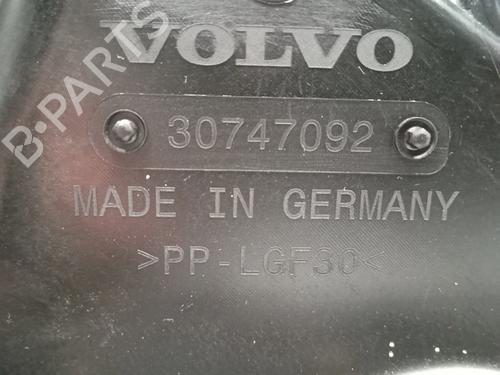 VOLVO
30747092
MADE IN GERMANY
>PP-LGF30<
B-PARTS